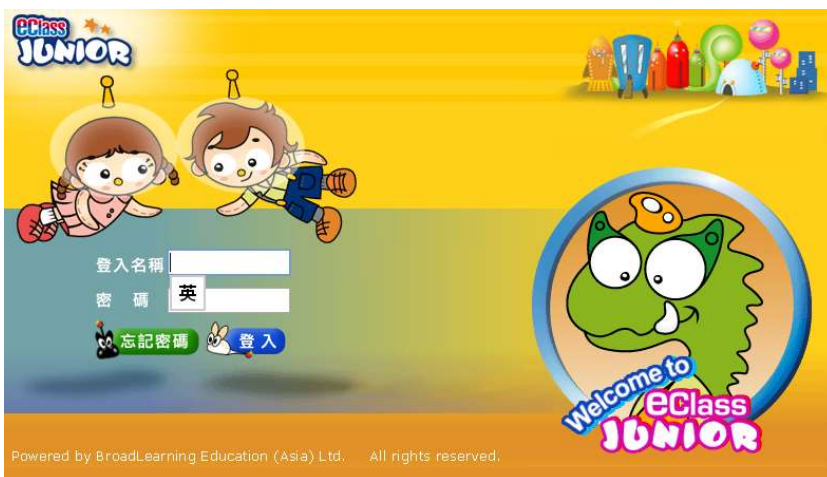 eClass
JUNIOR
登入名稱
英
密 碼
忘記密碼 登入
Welcome to
eClass
JUNIOR
Powered by BroadLearning Education (Asia) Ltd. All rights reserved.